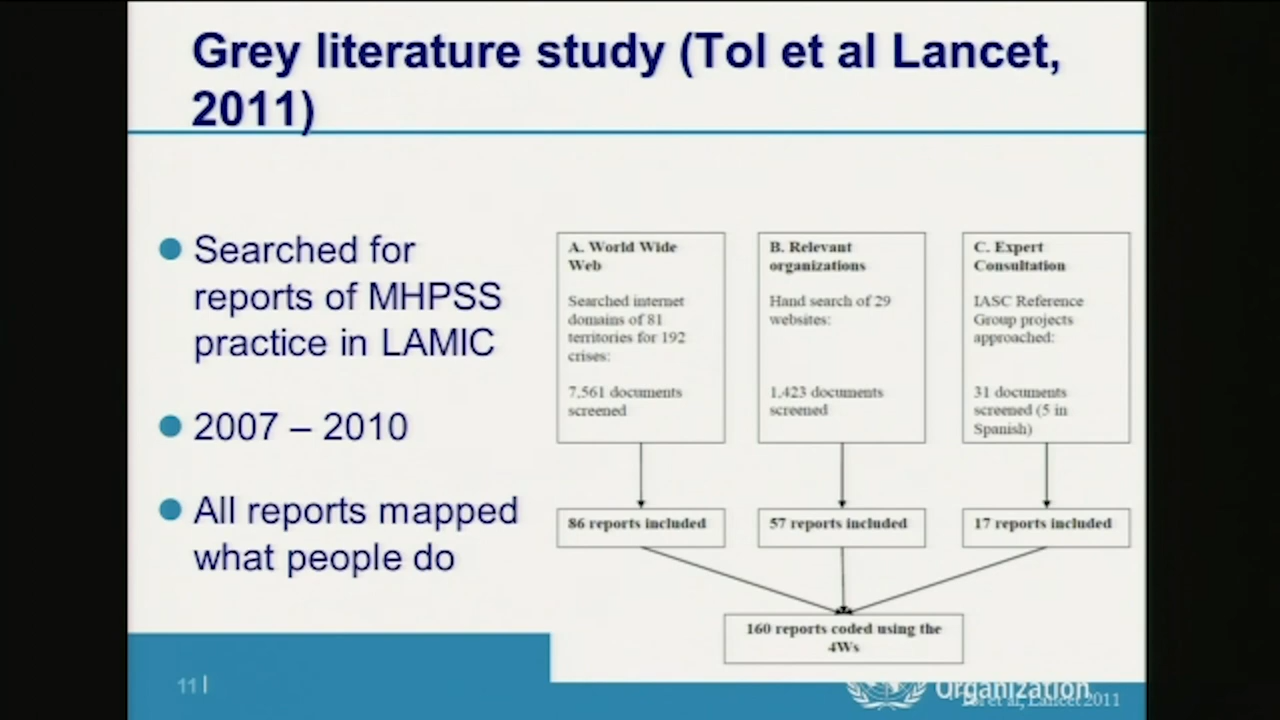 Grey literature study (Tol et al Lancet,
2011)
Searched for
reports of MHPSS
practice in LAMIC
2007 – 2010
All reports mapped
what people do
A. World Wide
Web
Searched internet
domains of 81
territories for 192
crises:
7,561 documents
screened
B. Relevant
organizations
Hand search of 29
websites:
1,423 documents
screened
C. Expert
Consultation
IASC Reference
Group projects
approached:
31 documents
screened (5 in
Spanish)
86 reports included
57 reports included
17 reports included
160 reports coded using the
4Ws
11 |
Organization
Tol et al, Lancet 2011